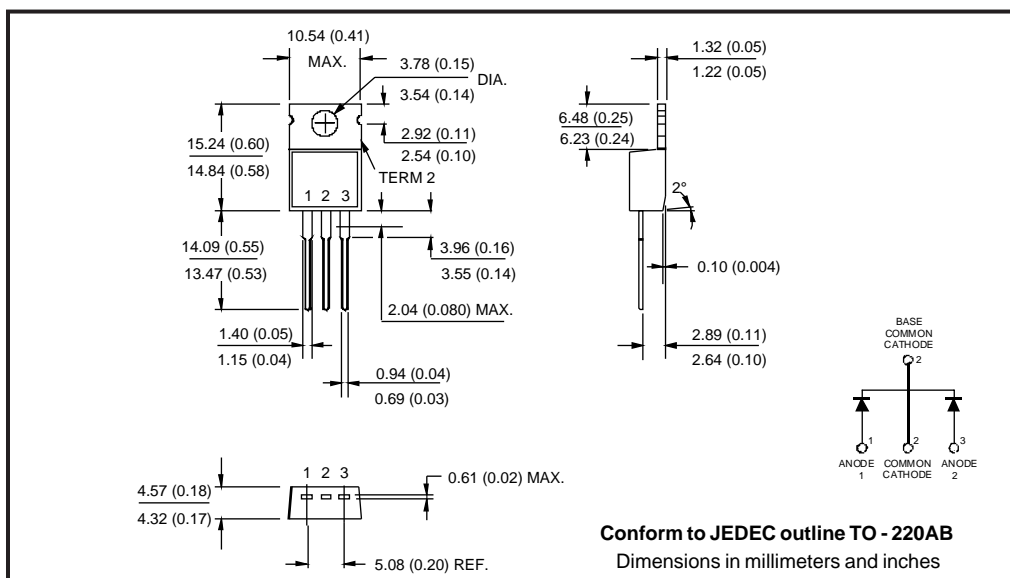 10.54 (0.41)
MAX.
3.78 (0.15)
3.54 (0.14)
DIA.
2.92 (0.11)
2.54 (0.10)
TERM 2
15.24 (0.60)
14.84 (0.58)
1 2 3
14.09 (0.55)
13.47 (0.53)
3.96 (0.16)
3.55 (0.14)
2.04 (0.080) MAX.
1.40 (0.05)
1.15 (0.04)
0.94 (0.04)
0.69 (0.03)
1.32 (0.05)
1.22 (0.05)
6.48 (0.25)
6.23 (0.24)
2°
0.10 (0.004)
2.89 (0.11)
2.64 (0.10)
BASE
COMMON
CATHODE
2
1 2 3
ANODE COMMON ANODE
1 CATHODE 2
1 2 3
0.61 (0.02) MAX.
4.57 (0.18)
4.32 (0.17)
5.08 (0.20) REF.
Conform to JEDEC outline TO - 220AB
Dimensions in millimeters and inches